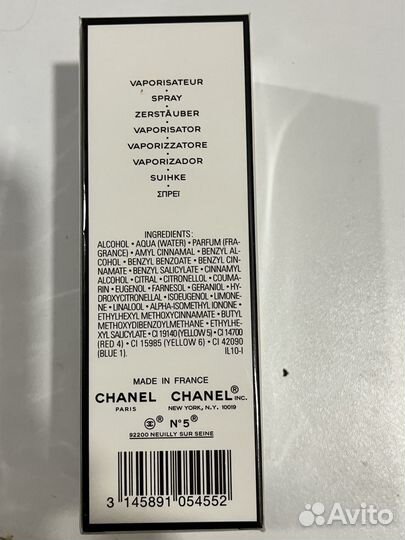 VAPORISATEUR
•
SPRAY
•
ZERSTÄUBER
•
VAPORISATOR
•
VAPORIZZATORE
•
VAPORIZADOR
•
SUIHKE
•
ΣΠΡΕΪ
INGREDIENTS:
ALCOHOL • AQUA (WATER) • PARFUM (FRA-
GRANCE) • AMYL CINNAMAL • BENZYL AL-
COHOL • BENZYL BENZOATE • BENZYL CIN-
NAMATE • BENZYL SALICYLATE • CINNAMYL
ALCOHOL • CITRAL • CITRONELLOL • COUMA-
RIN • EUGENOL • FARNESOL • GERANIOL • HY-
DROXYCITRONELLAL • ISOEUGENOL • LIMONE-
NE • LINALOOL • ALPHA-ISOMETHYL IONONE •
ETHYLHEXYL METHOXYCINNAMATE • BUTYL
METHOXYDIBENZOYLMETHANE • ETHYLHE-
XYL SALICYLATE • CI 19140 (YELLOW 5) • CI 14700
(RED 4) • CI 15985 (YELLOW 6) • CI 42090
(BLUE 1). IL10-I
MADE IN FRANCE
CHANEL CHANEL® INC.
PARIS NEW YORK, N.Y. 10019
® N°5®
92200 NEUILLY SUR SEINE
3 145891 054552
Avito